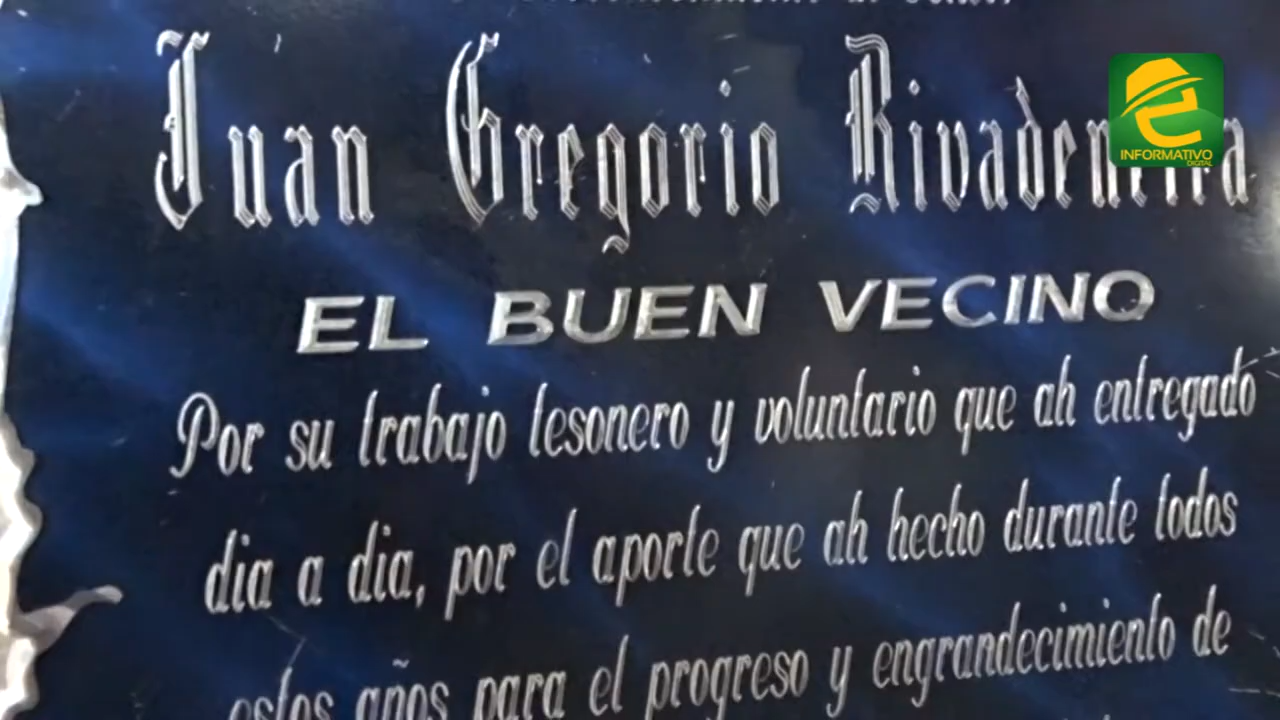 Juan Gregorio Rivadeneira
EL BUEN VECINO
Por su trabajo tesonero y voluntario que ah entregado
dia a dia, por el aporte que ah hecho durante todos
estos años para el progreso y engrandecimiento de
INFORMATIVO
DIGITAL